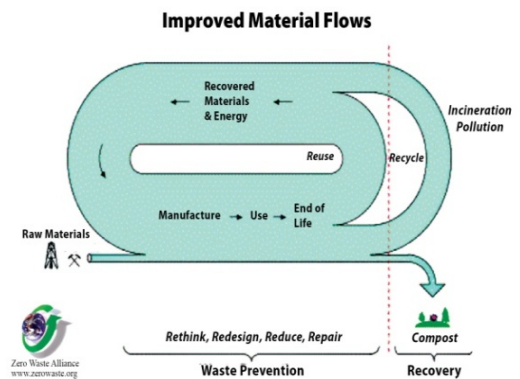 Improved Material Flows
Recovered
Materials
& Energy
Incineration
Pollution
Reuse
Recycle
Manufacture
Use
End of
Life
Raw Materials
Compost
Rethink, Redesign, Reduce, Repair
Waste Prevention
Recovery
Zero Waste Alliance
www.zerowaste.org